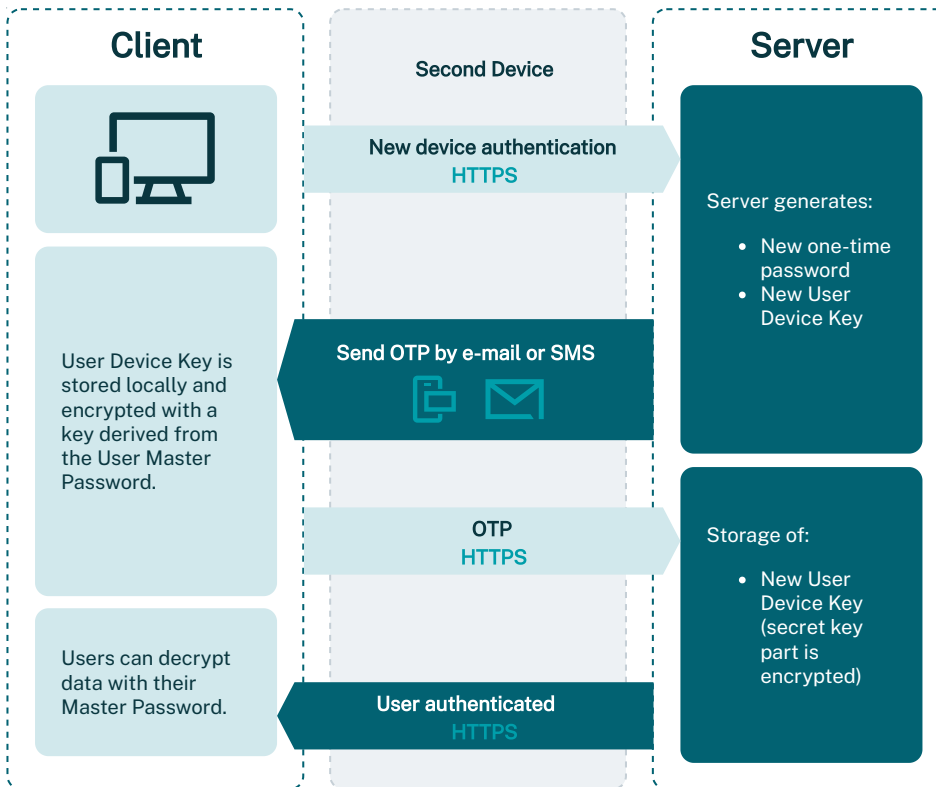 Client
Second Device
Server
New device authentication
HTTPS
Server generates:
• New one-time
password
• New User
Device Key
Send OTP by e-mail or SMS
User Device Key is
stored locally and
encrypted with a
key derived from
the User Master
Password.
OTP
HTTPS
Storage of:
• New User
Device Key
(secret key
part is
encrypted)
Users can decrypt
data with their
Master Password.
User authenticated
HTTPS